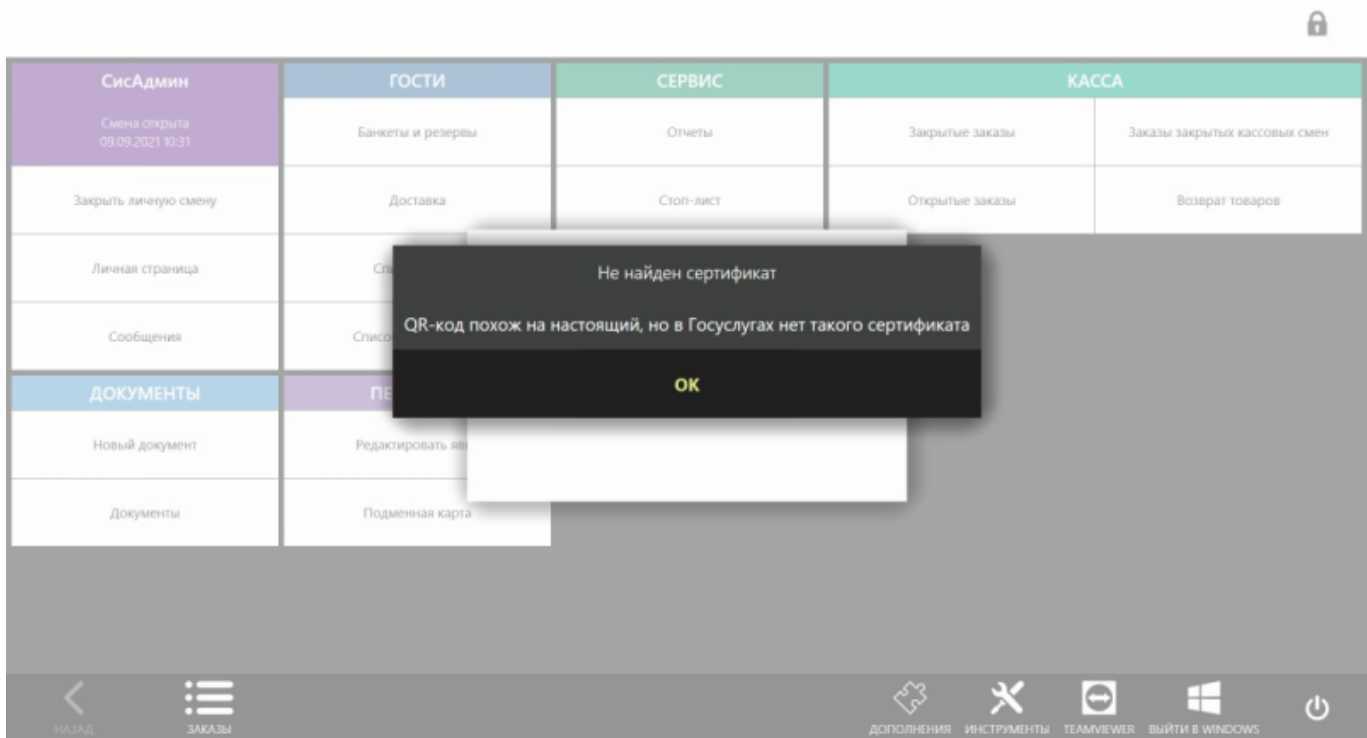 СисАдмин
Смена открыта
09.09.2021 10:31
Закрыть личную смену
Личная страница
Сообщения
ГОСТИ
Банкеты и резервы
Доставка
СЕРВИС
Отчеты
Стоп-лист
КАССА
Закрытые заказы
Заказы закрытых кассовых смен
Открытые заказы
Возврат товаров
Не найден сертификат
QR-код похож на настоящий, но в Госуслугах нет такого сертификата
ОК
ДОКУМЕНТЫ
Новый документ
Документы
Редактировать
Подменная карта
НАЗАД
ЗАКАЗЫ
ДОПОЛНЕНИЯ
ИНСТРУМЕНТЫ
TEAMVIEWER
ВЫЙТИ В WINDOWS